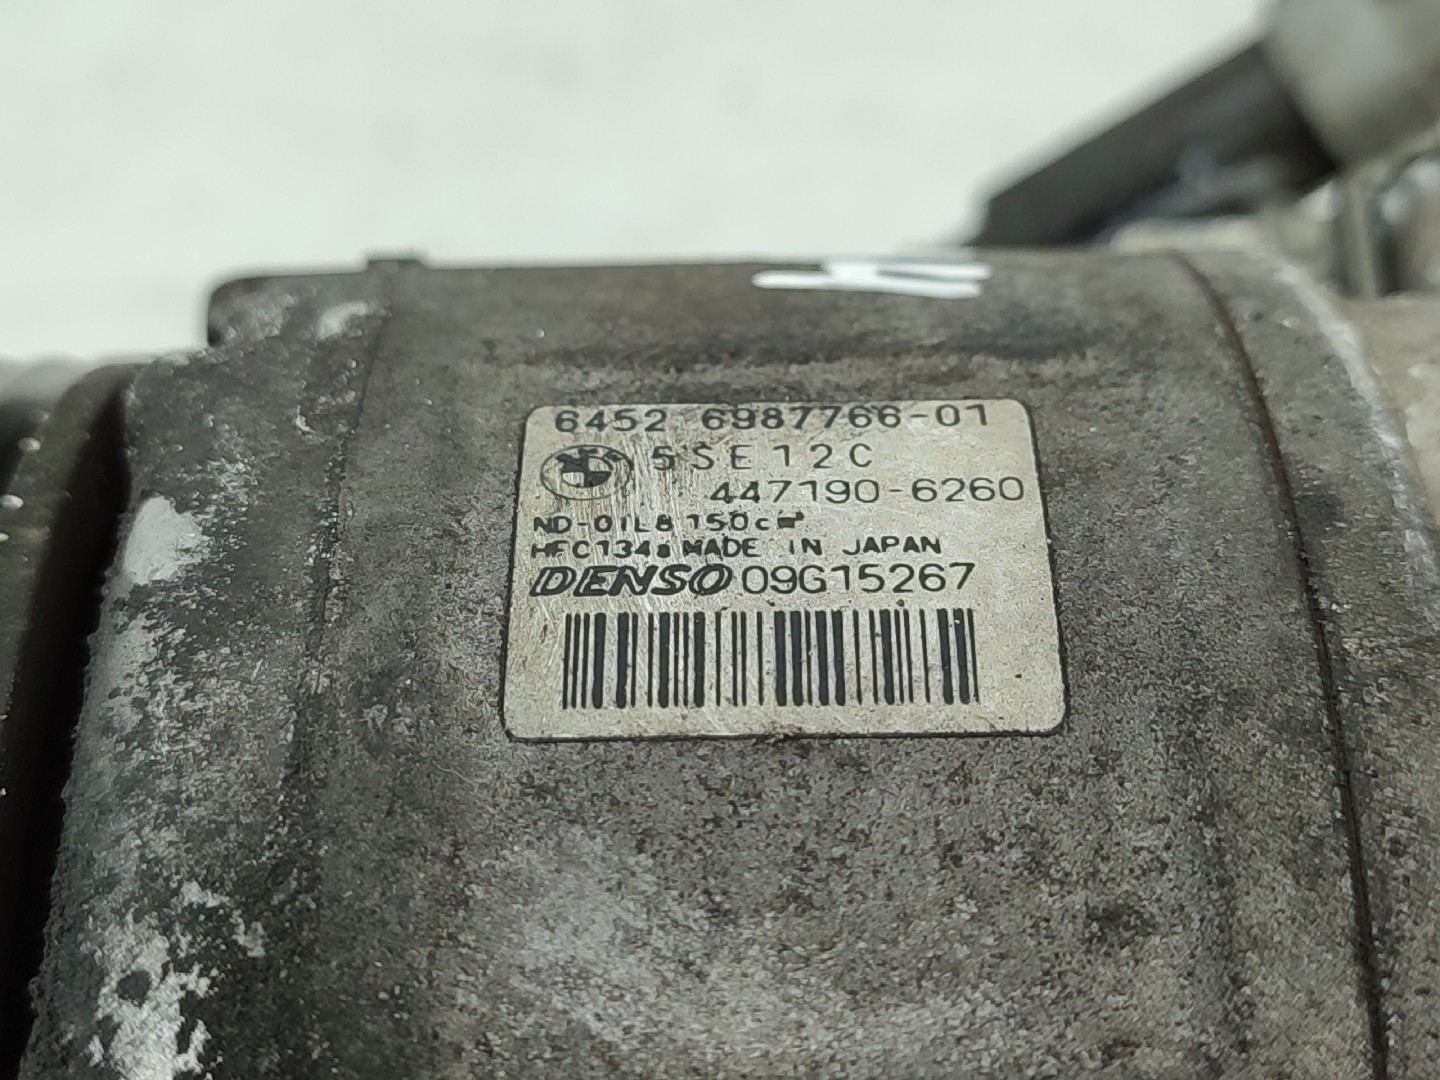 6452 6987766-01
5SE12C
447190-6260
ND-OIL8 150cm³
HFC134a MADE IN JAPAN
DENSO 09G15267